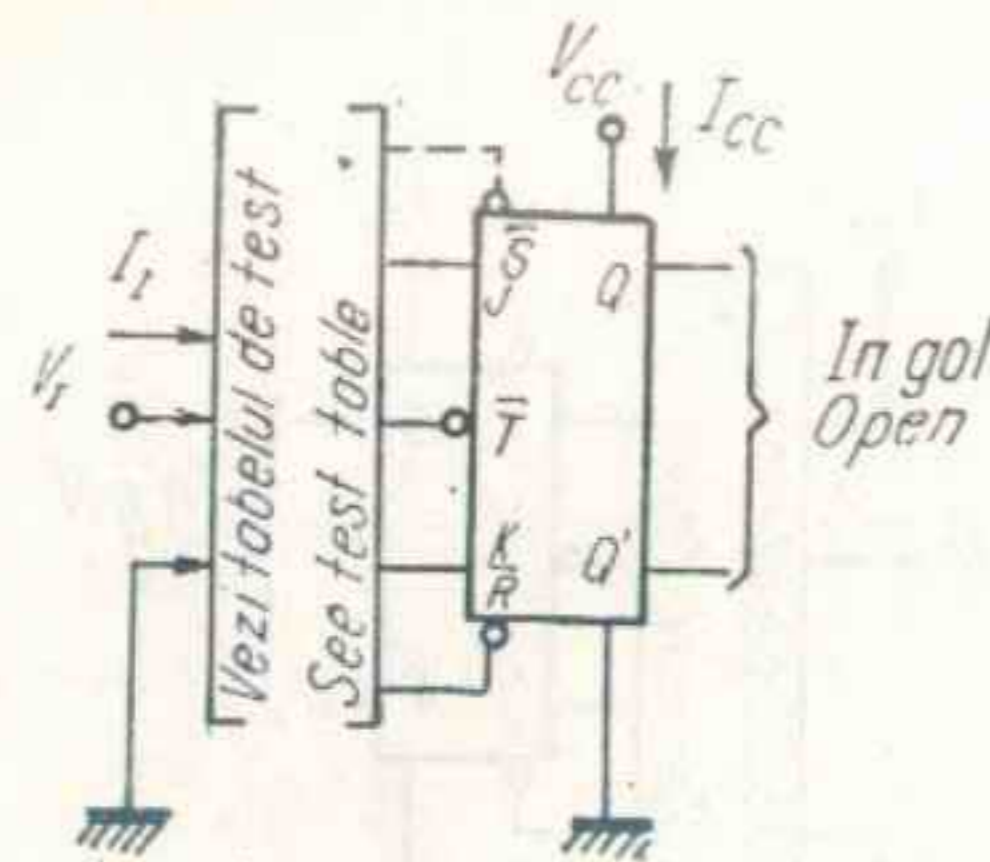 V_CC
I_CC
I_I
V_I
Vezi tabelul de test
See test table
S̅
J
Q
T̅
K
R̅
Q'
In gol
Open